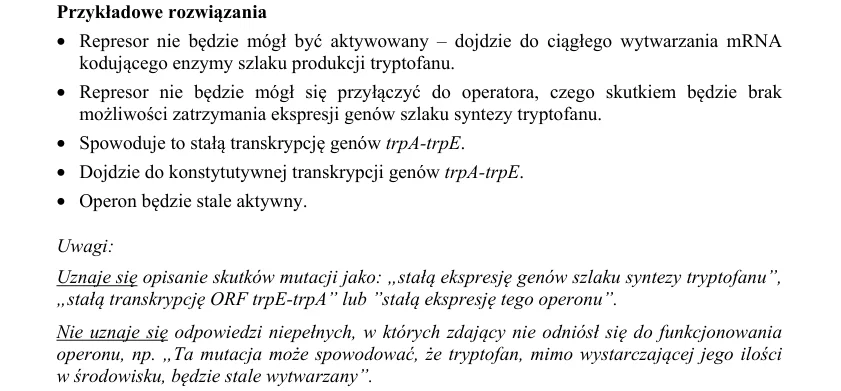 Przykładowe rozwiązania
• Represor nie będzie mógł być aktywowany – dojdzie do ciągłego wytwarzania mRNA
kodującego enzymy szlaku produkcji tryptofanu.
• Represor nie będzie mógł się przyłączyć do operatora, czego skutkiem będzie brak
możliwości zatrzymania ekspresji genów szlaku syntezy tryptofanu.
• Spowoduje to stałą transkrypcję genów trpA-trpE.
• Dojdzie do konstytutywnej transkrypcji genów trpA-trpE.
• Operon będzie stale aktywny.
Uwagi:
Uznaje się opisanie skutków mutacji jako: „stałą ekspresję genów szlaku syntezy tryptofanu”,
„stałą transkrypcję ORF trpE-trpA” lub ”stałą ekspresję tego operonu”.
Nie uznaje się odpowiedzi niepełnych, w których zdający nie odniósł się do funkcjonowania
operonu, np. „Ta mutacja może spowodować, że tryptofan, mimo wystarczającej jego ilości
w środowisku, będzie stale wytwarzany”.